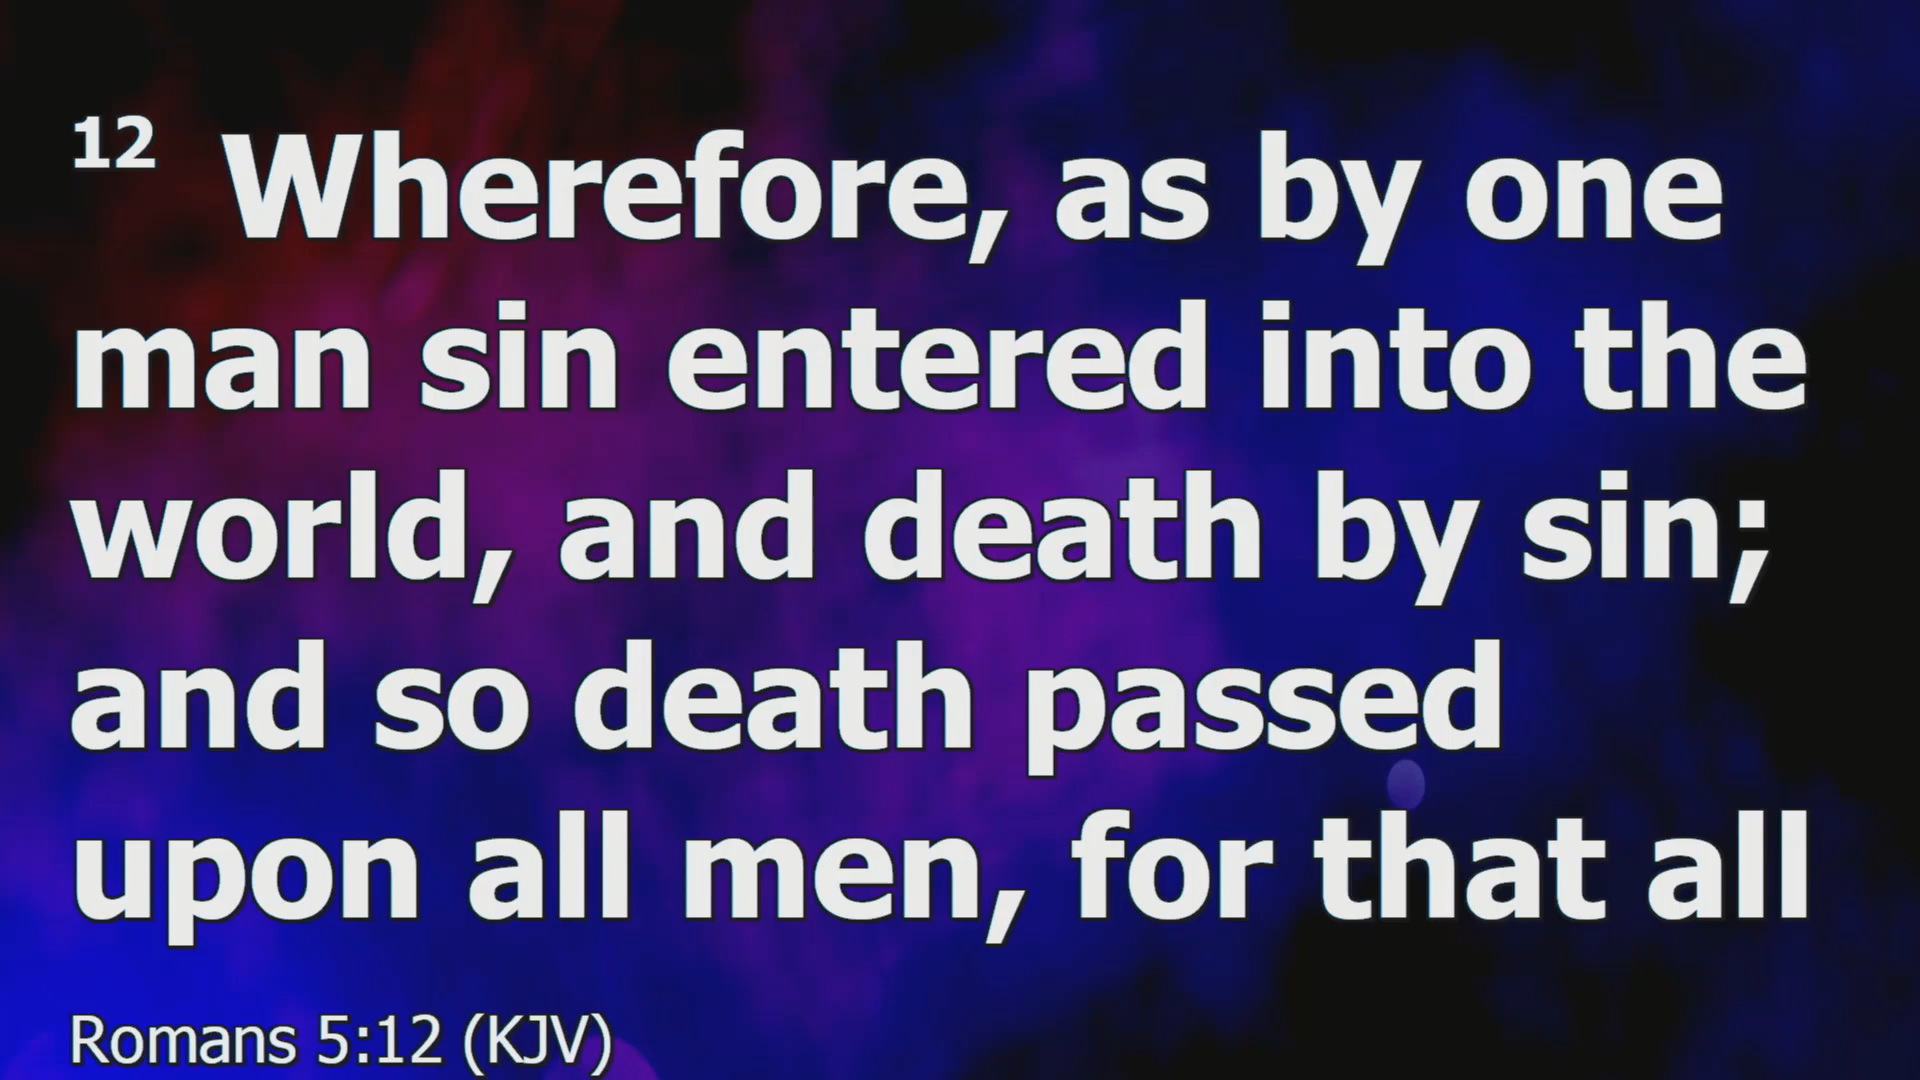 12 Wherefore, as by one
man sin entered into the
world, and death by sin;
and so death passed
upon all men, for that all
Romans 5:12 (KJV)